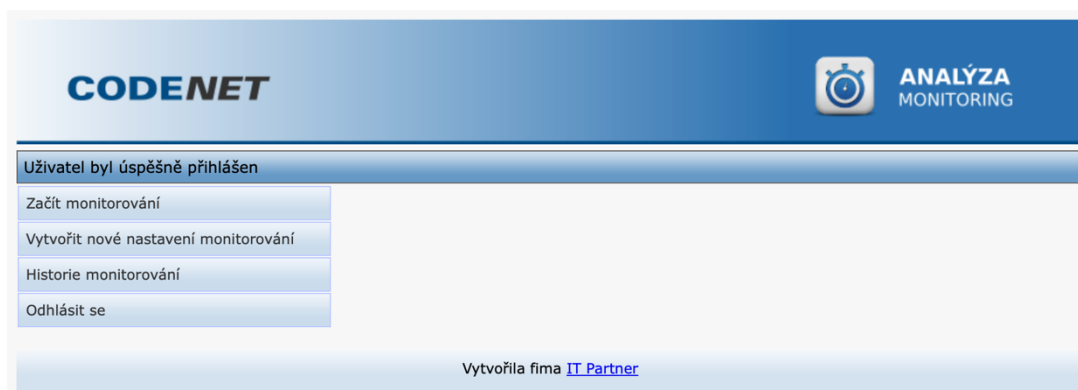 CODENET
ANALÝZA
MONITORING
Uživatel byl úspěšně přihlášen
Začít monitorování
Vytvořit nové nastavení monitorování
Historie monitorování
Odhlásit se
Vytvořila fima IT Partner